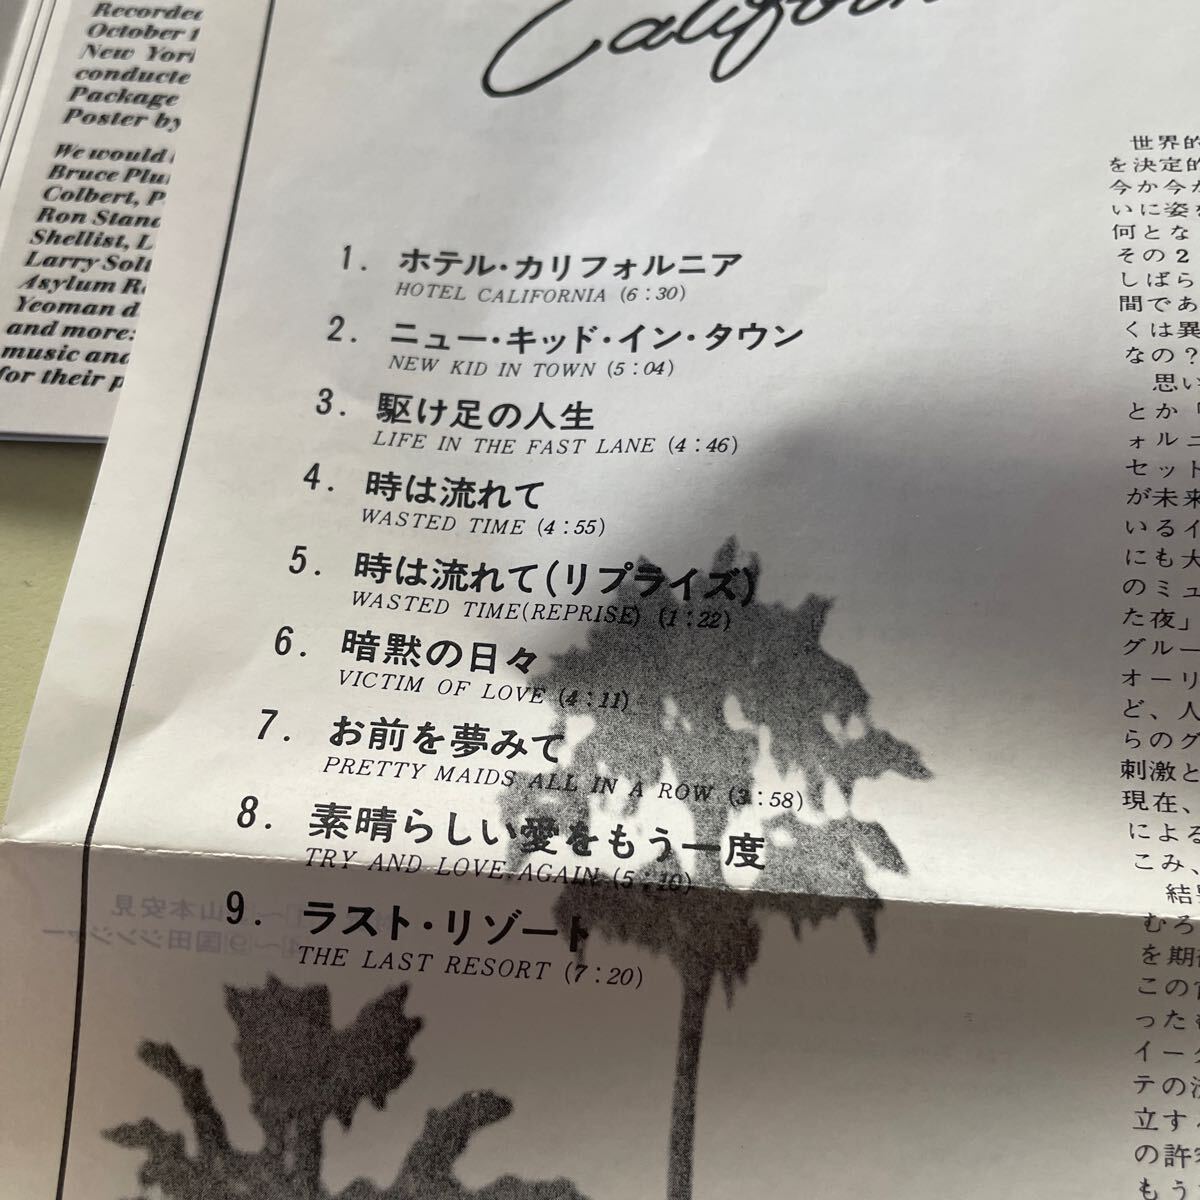 Recorded
October 1
New York
conducte
Package
Poster by
We would
Bruce Plu
Colbert, P
Ron Stand
Shellist, L
Larry Solt
Asylum R
Yeoman d
and more:
music and
for their p
California
1. ホテル・カリフォルニア
HOTEL CALIFORNIA (6:30)
2. ニュー・キッド・イン・タウン
NEW KID IN TOWN (5:04)
3. 駆け足の人生
LIFE IN THE FAST LANE (4:46)
4. 時は流れて
WASTED TIME (4:55)
5. 時は流れて(リプライズ)
WASTED TIME(REPRISE) (1:22)
6. 暗黙の日々
VICTIM OF LOVE (4:11)
7. お前を夢みて
PRETTY MAIDS ALL IN A ROW (3:58)
8. 素晴らしい愛をもう一度
TRY AND LOVE AGAIN (5:10)
9. ラスト・リゾート
THE LAST RESORT (7:20)
世界的
を決定的
今か今か
いに姿を
何とな
その2
しばら
間であ
くは異
なの?
思い
とか「
ォルニ
セット
が未来
いるイ
にも大
のミュ
た夜」
グルー
オーリ
ど、人
らのグ
刺激と
現在、
による
こみ、
結
むろ
を期待
この
ったも
イーグ
テの
立する
の許
もう